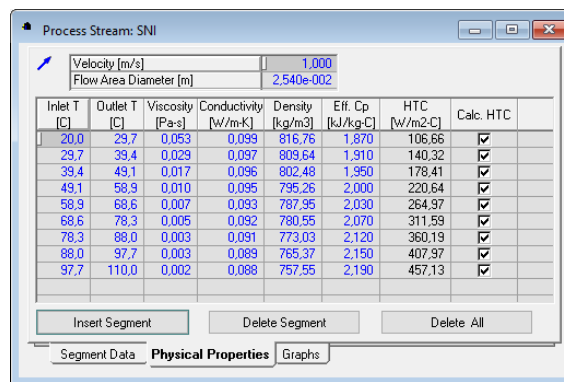 Process Stream: SNI
Velocity [m/s] 1,000
Flow Area Diameter [m] 2,540e-002
Inlet T [C] Outlet T [C] Viscosity [Pa-s] Conductivity [W/m-K] Density [kg/m3] Eff. Cp [kJ/kg-C] HTC [W/m2-C] Calc. HTC
20,0 29,7 0,053 0,099 816,76 1,870 106,66
29,7 39,4 0,029 0,097 809,64 1,910 140,32
39,4 49,1 0,017 0,096 802,48 1,950 178,41
49,1 58,9 0,010 0,095 795,26 2,000 220,64
58,9 68,6 0,007 0,093 787,95 2,030 264,97
68,6 78,3 0,005 0,092 780,55 2,070 311,59
78,3 88,0 0,003 0,091 773,03 2,120 360,19
88,0 97,7 0,003 0,089 765,37 2,150 407,97
97,7 110,0 0,002 0,088 757,55 2,190 457,13
Insert Segment Delete Segment Delete All
Segment Data Physical Properties Graphs